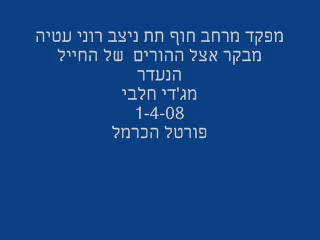 מפקד מרחב חוף תת ניצב רוני עטיה
מבקר אצל ההורים של החייל
הנעדר
מג'די חלבי
1-4-08
פורטל הכרמל